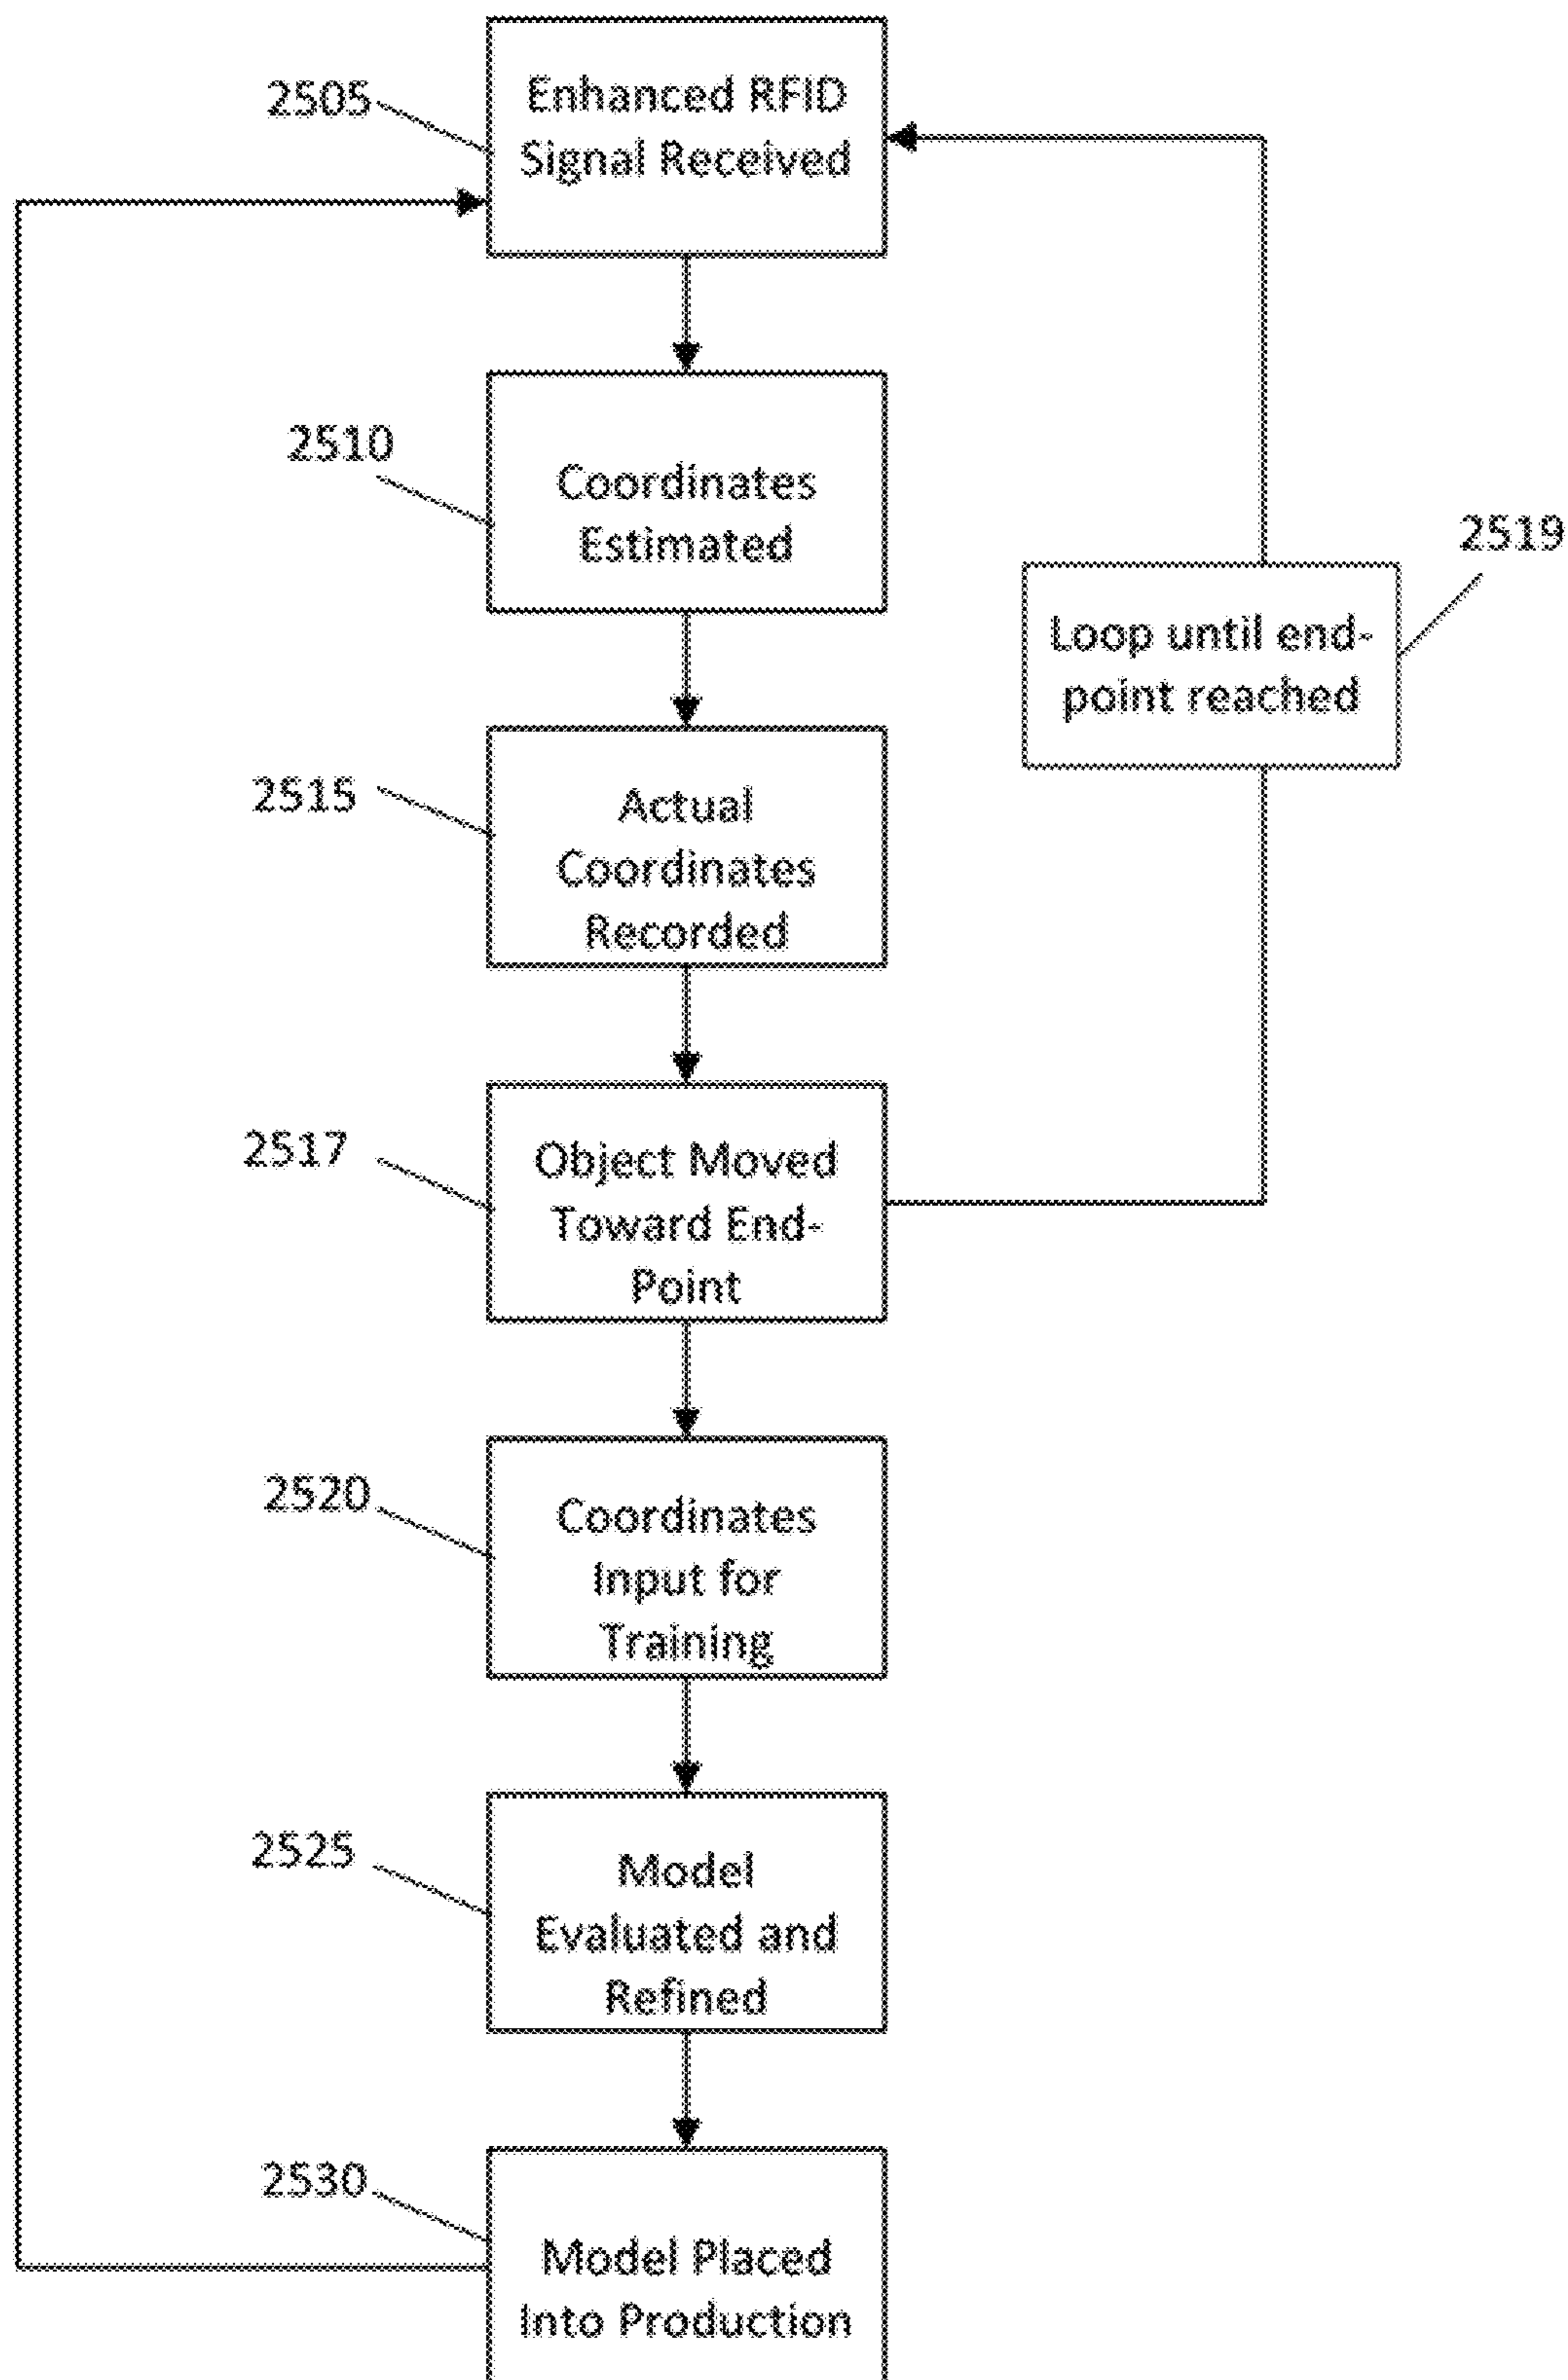 2505
Enhanced RFID
Signal Received
2510
Coordinates
Estimated
2519
Loop until end-
point reached
2515
Actual
Coordinates
Recorded
2517
Object Moved
Toward End-
Point
2520
Coordinates
Input for
Training
2525
Model
Evaluated and
Refined
2530
Model Placed
Into Production